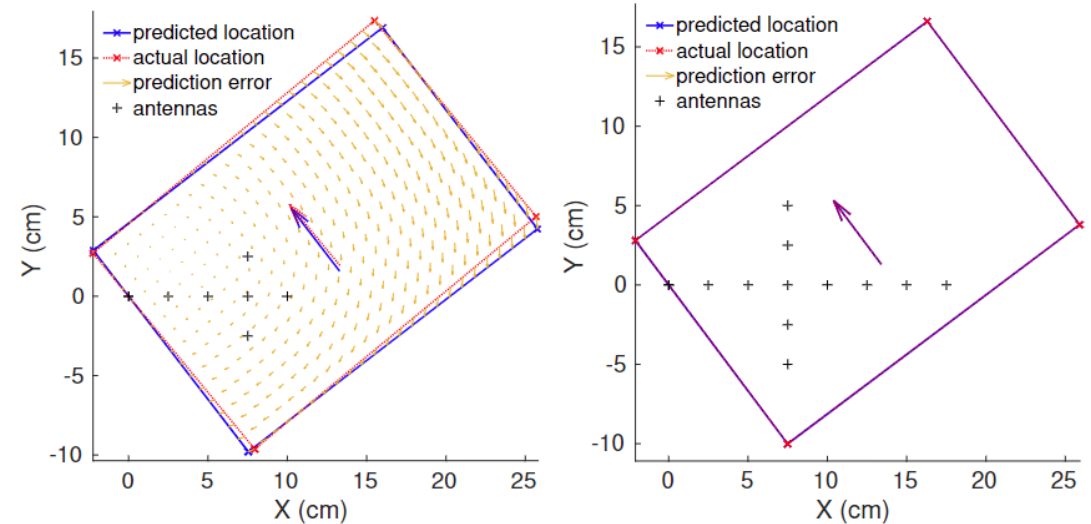 predicted location
actual location
prediction error
antennas
15
10
5
0
-5
-10
Y (cm)
0
5
10
15
20
25
X (cm)
predicted location
actual location
prediction error
antennas
15
10
5
0
-5
-10
Y (cm)
0
5
10
15
20
25
X (cm)